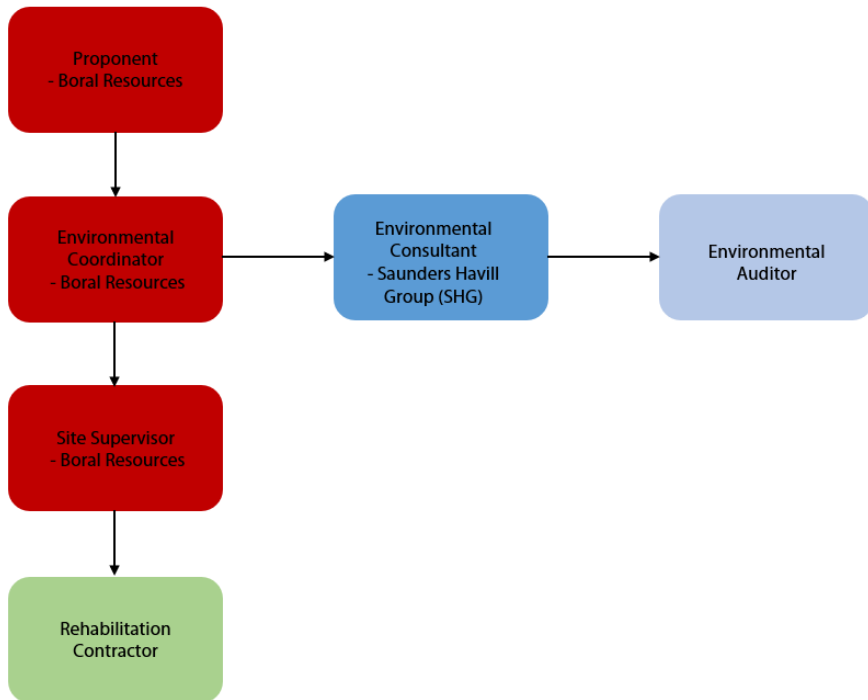 Proponent
- Boral Resources
Environmental
Coordinator
- Boral Resources
Environmental
Consultant
- Saunders Havill
Group (SHG)
Environmental
Auditor
Site Supervisor
- Boral Resources
Rehabilitation
Contractor